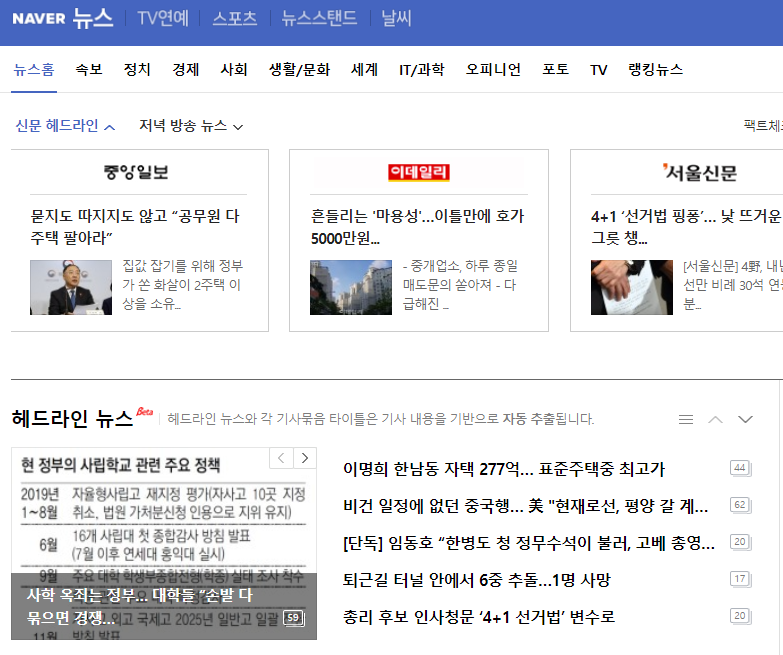 NAVER 뉴스 TV연예 스포츠 뉴스스탠드 날씨
뉴스홈 속보 정치 경제 사회 생활/문화 세계 IT/과학 오피니언 포토 TV 랭킹뉴스
신문 헤드라인 저녁 방송 뉴스 팩트체
중앙일보
묻지도 따지지도 않고 “공무원 다
주택 팔아라”
집값 잡기를 위해 정부
가 쏜 화살이 2주택 이
상을 소유...
이데일리
흔들리는 '마용성'...이틀만에 호가
5000만원...
- 중개업소, 하루 종일
매도문의 쏟아져 - 다
급해진 ...
서울신문
4+1 ‘선거법 핑퐁’... 낯 뜨거운
그릇 챙...
[서울신문] 4野, 내년
선만 비례 30석 연
분...
헤드라인 뉴스 Beta 헤드라인 뉴스와 각 기사묶음 타이틀은 기사 내용을 기반으로 자동 추출됩니다.
현 정부의 사립학교 관련 주요 정책
2019년 자율형사립고 재지정 평가(자사고 10곳 지정
1~8월 취소, 법원 가처분신청 인용으로 지위 유지)
6월 16개 사립대 첫 종합감사 방침 발표
(7월 이후 연세대 홍익대 실시)
9월 주요 대학 학생부종합전형(학종) 실태 조사 착수
사학 옥죄는 정부... 대학들 “손발 다
묶으면 경쟁... 59
외고 국제고 2025년 일반고 일괄
11월 방침 발표
이명희 한남동 자택 277억... 표준주택중 최고가 44
비건 일정에 없던 중국행... 美 "현재로선, 평양 갈 계... 62
[단독] 임동호 “한병도 청 정무수석이 불러, 고베 총영... 20
퇴근길 터널 안에서 6중 추돌...1명 사망 17
총리 후보 인사청문 ‘4+1 선거법’ 변수로 20